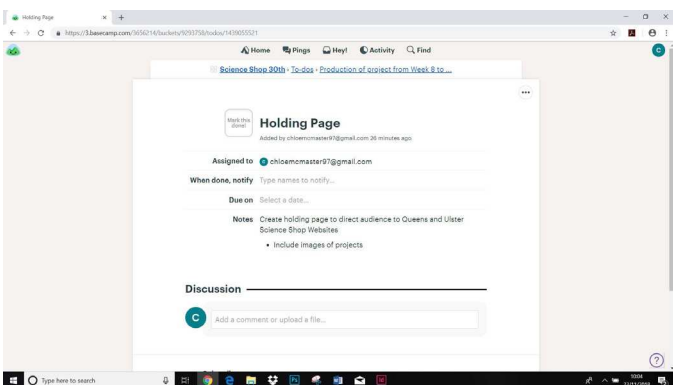 Holding Page
https://3.basecamp.com/5656214/buckets/9293758/todos/1439055521
Home Pings Hey! Activity Find
C
Science Shop 30th › To-dos › Production of project from Week 8 to ...
Mark this done!
Holding Page
Added by chloemcmaster97@gmail.com 26 minutes ago
Assigned to C chloemcmaster97@gmail.com
When done, notify Type names to notify...
Due on Select a date...
Notes Create holding page to direct audience to Queens and Ulster
Science Shop Websites
• Include images of projects
Discussion
C Add a comment or upload a file...
Type here to search
10:04